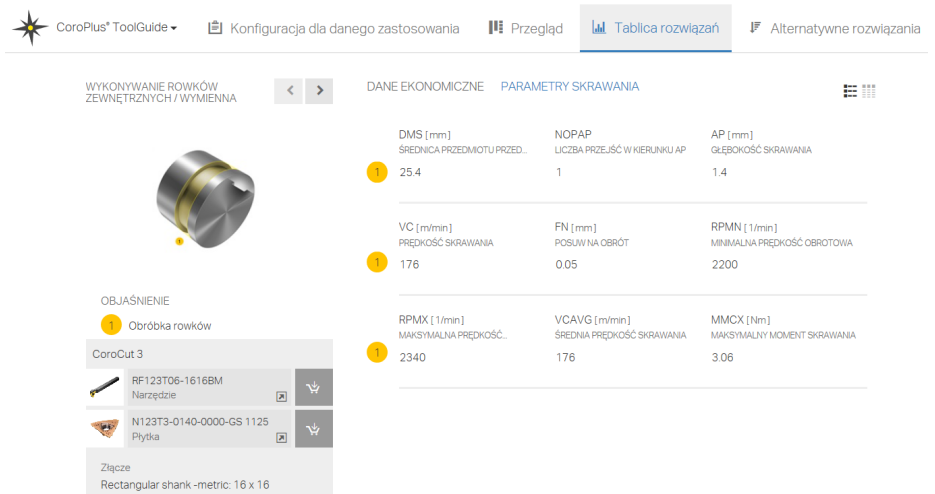 CoroPlus® ToolGuide
Konfiguracja dla danego zastosowania
Przegląd
Tablica rozwiązań
Alternatywne rozwiązania
WYKONYWANIE ROWKÓW
ZEWNĘTRZNYCH / WYMIENNA
1
OBJAŚNIENIE
1 Obróbka rowków
CoroCut 3
RF123T06-1616BM
Narzędzie
N123T3-0140-0000-GS 1125
Płytka
Złącze
Rectangular shank -metric: 16 x 16
DANE EKONOMICZNE PARAMETRY SKRAWANIA
DMS [mm] NOPAP AP [mm]
ŚREDNICA PRZEDMIOTU PRZED... LICZBA PRZEJŚĆ W KIERUNKU AP GŁĘBOKOŚĆ SKRAWANIA
1 25.4 1 1.4
VC [m/min] FN [mm] RPMN [1/min]
PRĘDKOŚĆ SKRAWANIA POSUW NA OBRÓT MINIMALNA PRĘDKOŚĆ OBROTOWA
1 176 0.05 2200
RPMX [1/min] VCAVG [m/min] MMCX [Nm]
MAKSYMALNA PRĘDKOŚĆ... ŚREDNIA PRĘDKOŚĆ SKRAWANIA MAKSYMALNY MOMENT SKRAWANIA
1 2340 176 3.06